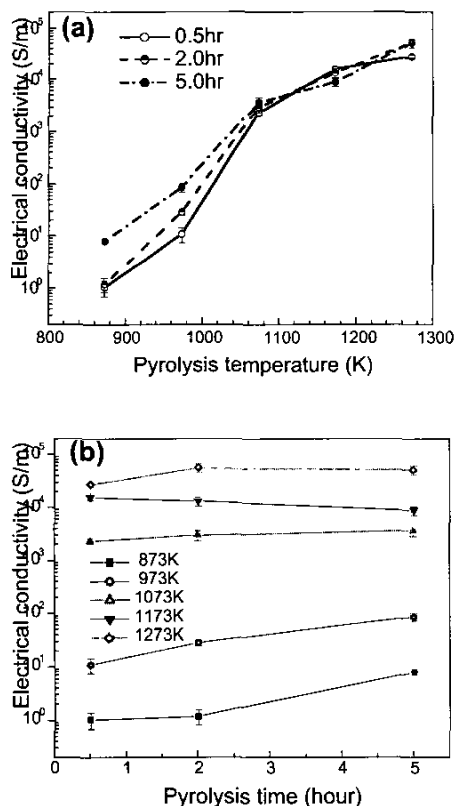 (a)
0.5hr
2.0hr
5.0hr
Electrical conductivity (S/m)
10^5
10^4
10^3
10^2
10^1
10^0
800 900 1000 1100 1200 1300
Pyrolysis temperature (K)
(b)
Electrical conductivity (S/m)
10^5
10^4
10^3
10^2
10^1
10^0
873K
973K
1073K
1173K
1273K
0 1 2 3 4 5
Pyrolysis time (hour)